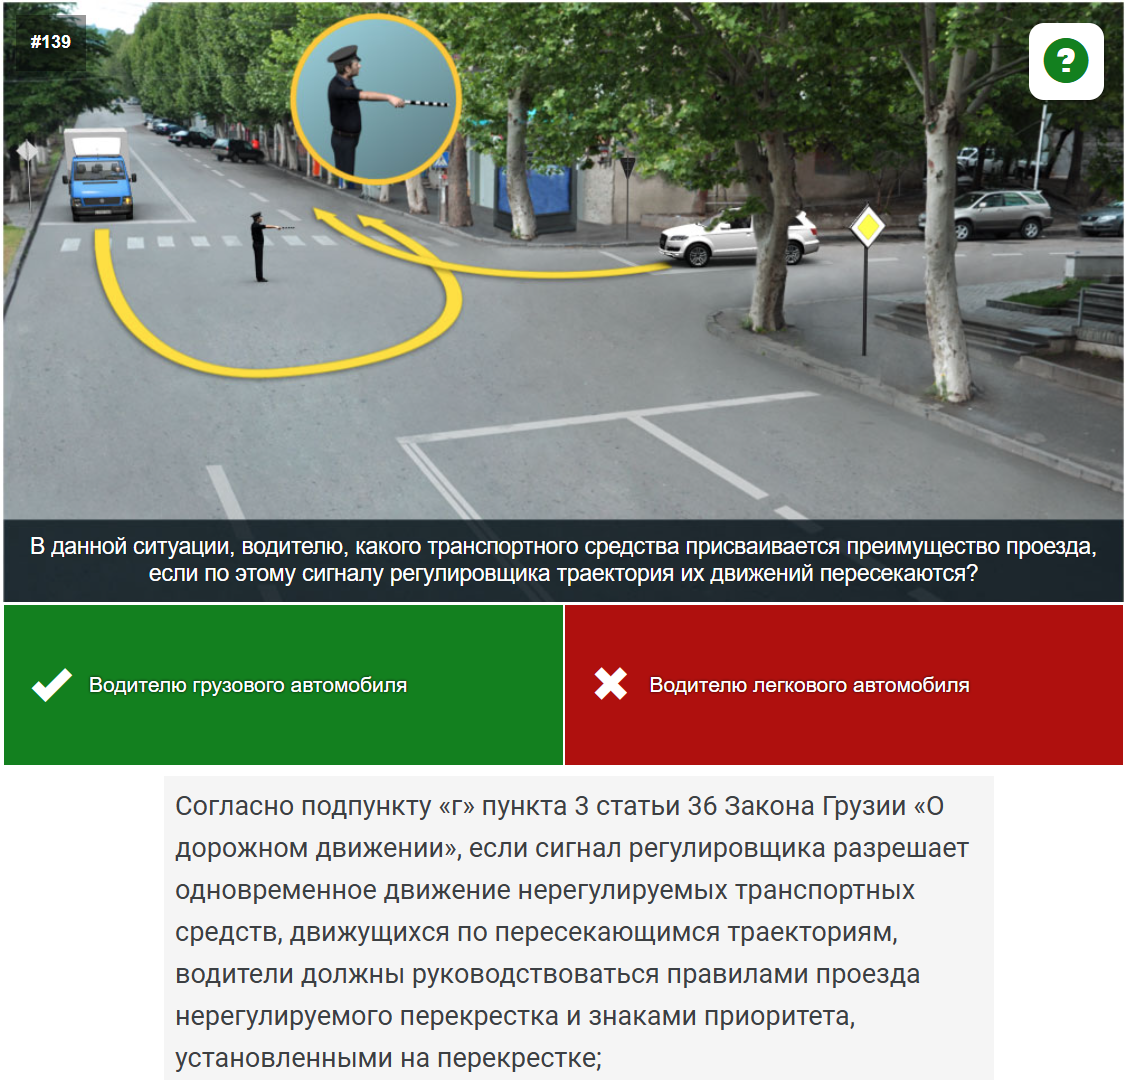 #139
?
В данной ситуации, водителю, какого транспортного средства присваивается преимущество проезда,
если по этому сигналу регулировщика траектория их движений пересекаются?
Водителю грузового автомобиля
Водителю легкового автомобиля
Согласно подпункту «г» пункта 3 статьи 36 Закона Грузии «О
дорожном движении», если сигнал регулировщика разрешает
одновременное движение нерегулируемых транспортных
средств, движущихся по пересекающимся траекториям,
водители должны руководствоваться правилами проезда
нерегулируемого перекрестка и знаками приоритета,
установленными на перекрестке;